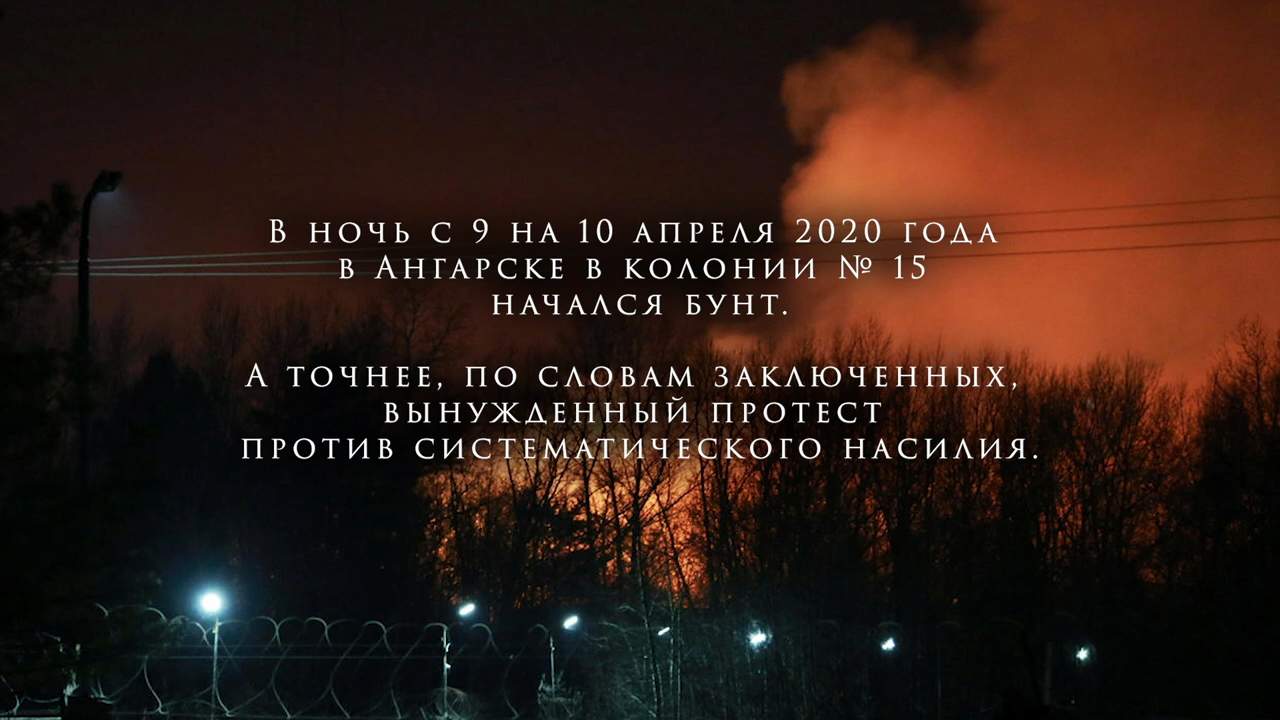 В ночь с 9 на 10 апреля 2020 года
в Ангарске в колонии № 15
начался бунт.
А точнее, по словам заключенных,
вынужденный протест
против систематического насилия.